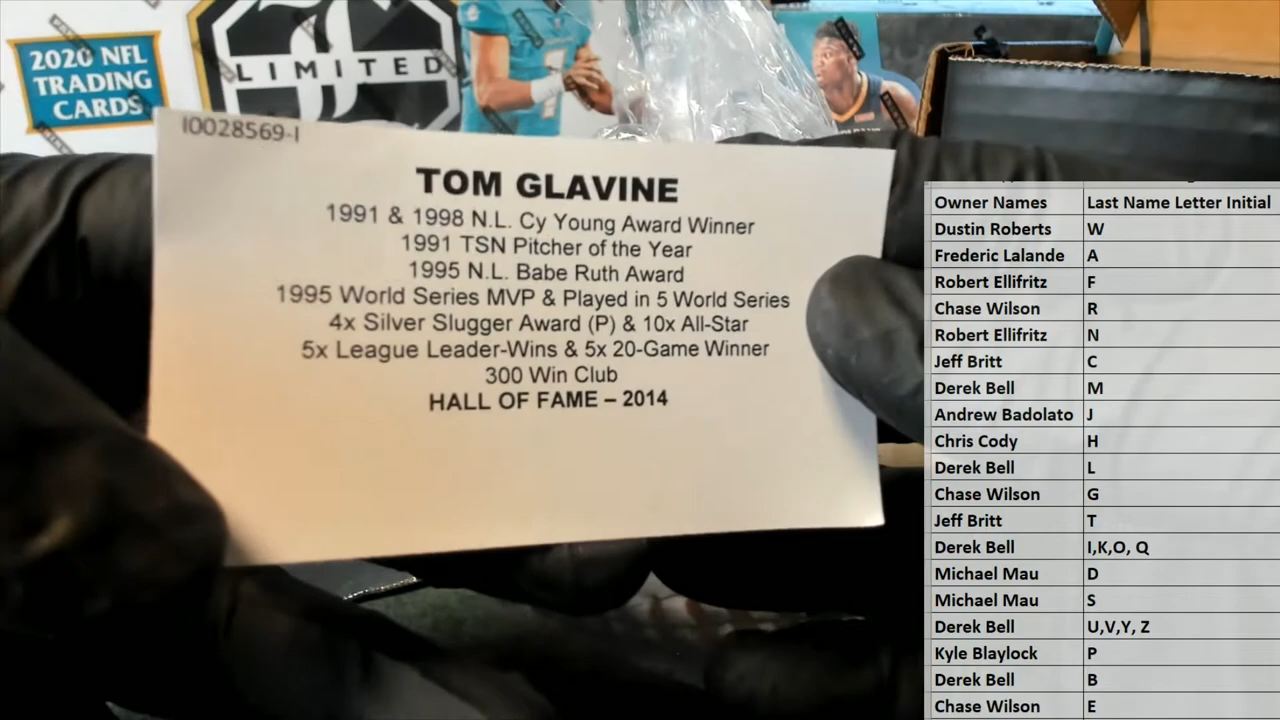 2020 NFL
TRADING
CARDS
LIMITED
I0028569-I
TOM GLAVINE
1991 & 1998 N.L. Cy Young Award Winner
1991 TSN Pitcher of the Year
1995 N.L. Babe Ruth Award
1995 World Series MVP & Played in 5 World Series
4x Silver Slugger Award (P) & 10x All-Star
5x League Leader-Wins & 5x 20-Game Winner
300 Win Club
HALL OF FAME – 2014
Owner Names Last Name Letter Initial
Dustin Roberts W
Frederic Lalande A
Robert Ellifritz F
Chase Wilson R
Robert Ellifritz N
Jeff Britt C
Derek Bell M
Andrew Badolato J
Chris Cody H
Derek Bell L
Chase Wilson G
Jeff Britt T
Derek Bell I,K,O, Q
Michael Mau D
Michael Mau S
Derek Bell U,V,Y, Z
Kyle Blaylock P
Derek Bell B
Chase Wilson E